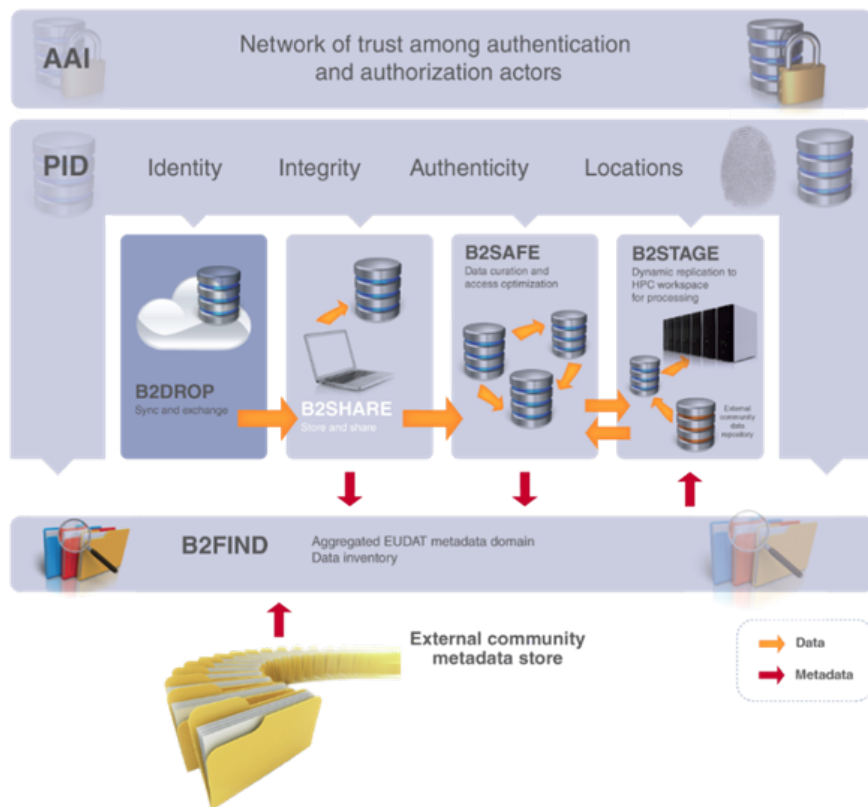 AAI
Network of trust among authentication
and authorization actors
PID
Identity
Integrity
Authenticity
Locations
B2DROP
Sync and exchange
B2SHARE
Store and share
B2SAFE
Data curation and
access optimization
B2STAGE
Dynamic replication to
HPC workspace
for processing
External
community
data
repository
B2FIND
Aggregated EUDAT metadata domain
Data inventory
External community
metadata store
Data
Metadata